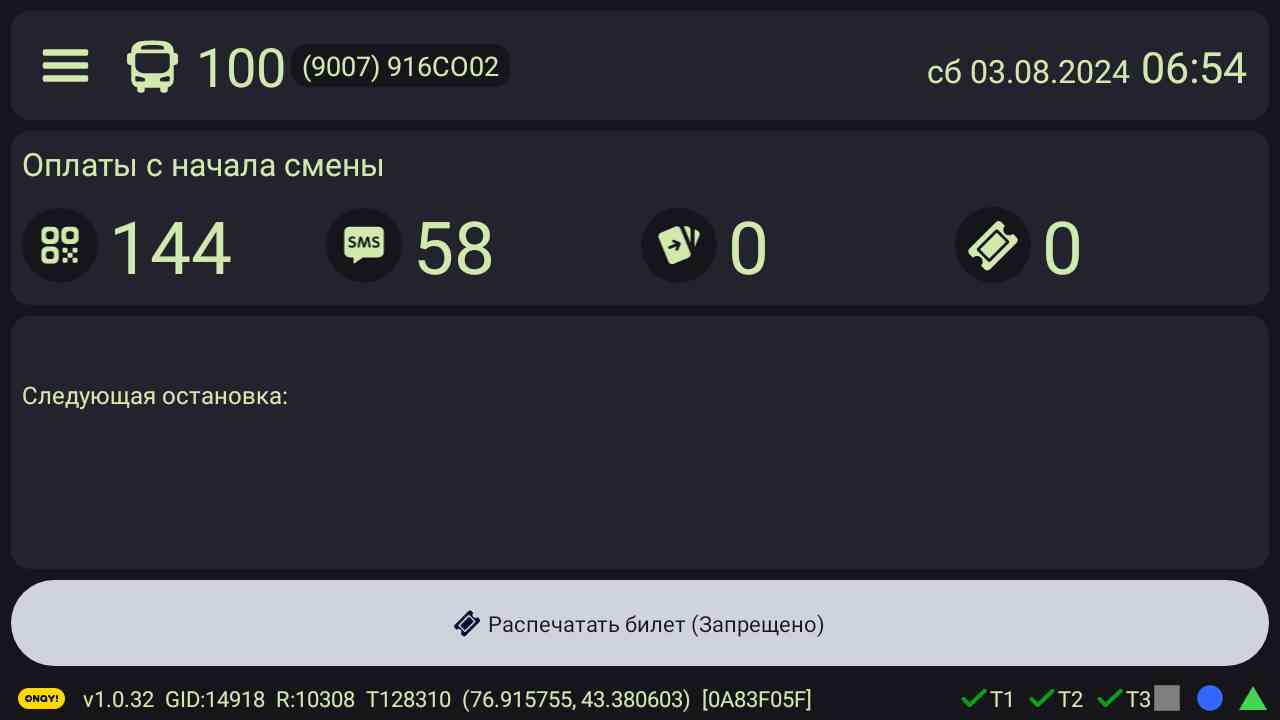 100 (9007) 916CO02 сб 03.08.2024 06:54
Оплаты с начала смены
144 SMS 58 0 0
Следующая остановка:
Распечатать билет (Запрещено)
ONAY! v1.0.32 GID:14918 R:10308 T128310 (76.915755, 43.380603) [0A83F05F] T1 T2 T3